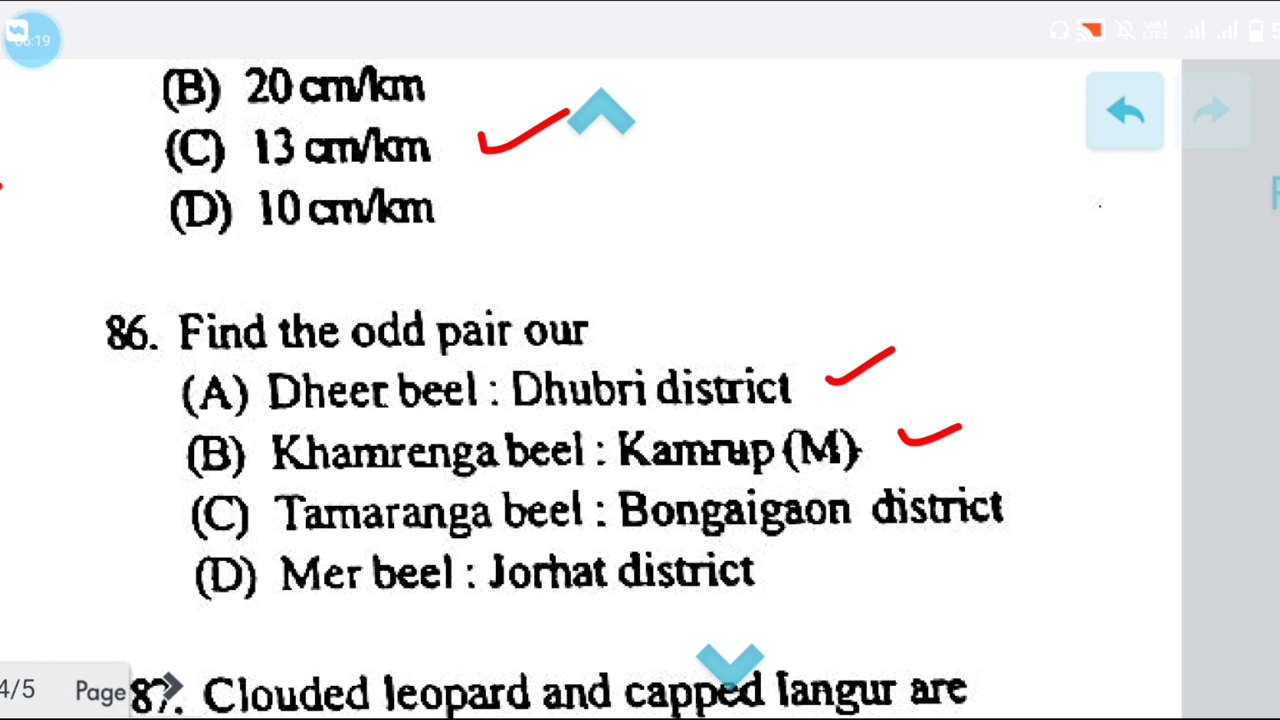 06:19
(B) 20 cm/km
(C) 13 cm/km
(D) 10 cm/km
86. Find the odd pair our
(A) Dheer beel : Dhubri district
(B) Khamrenga beel : Kamrup (M)
(C) Tamaranga beel : Bongaigaon district
(D) Mer beel : Jorhat district
4/5 Page
87. Clouded leopard and capped langur are